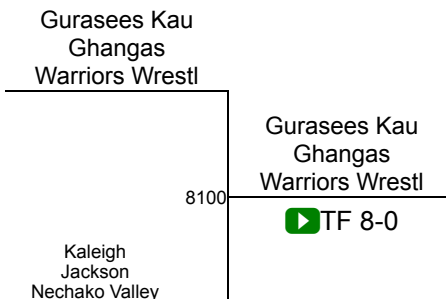 Gurasees Kau
Ghangas
Warriors Wrestl
Gurasees Kau
Ghangas
Warriors Wrestl
8100
TF 8-0
Kaleigh
Jackson
Nechako Valley